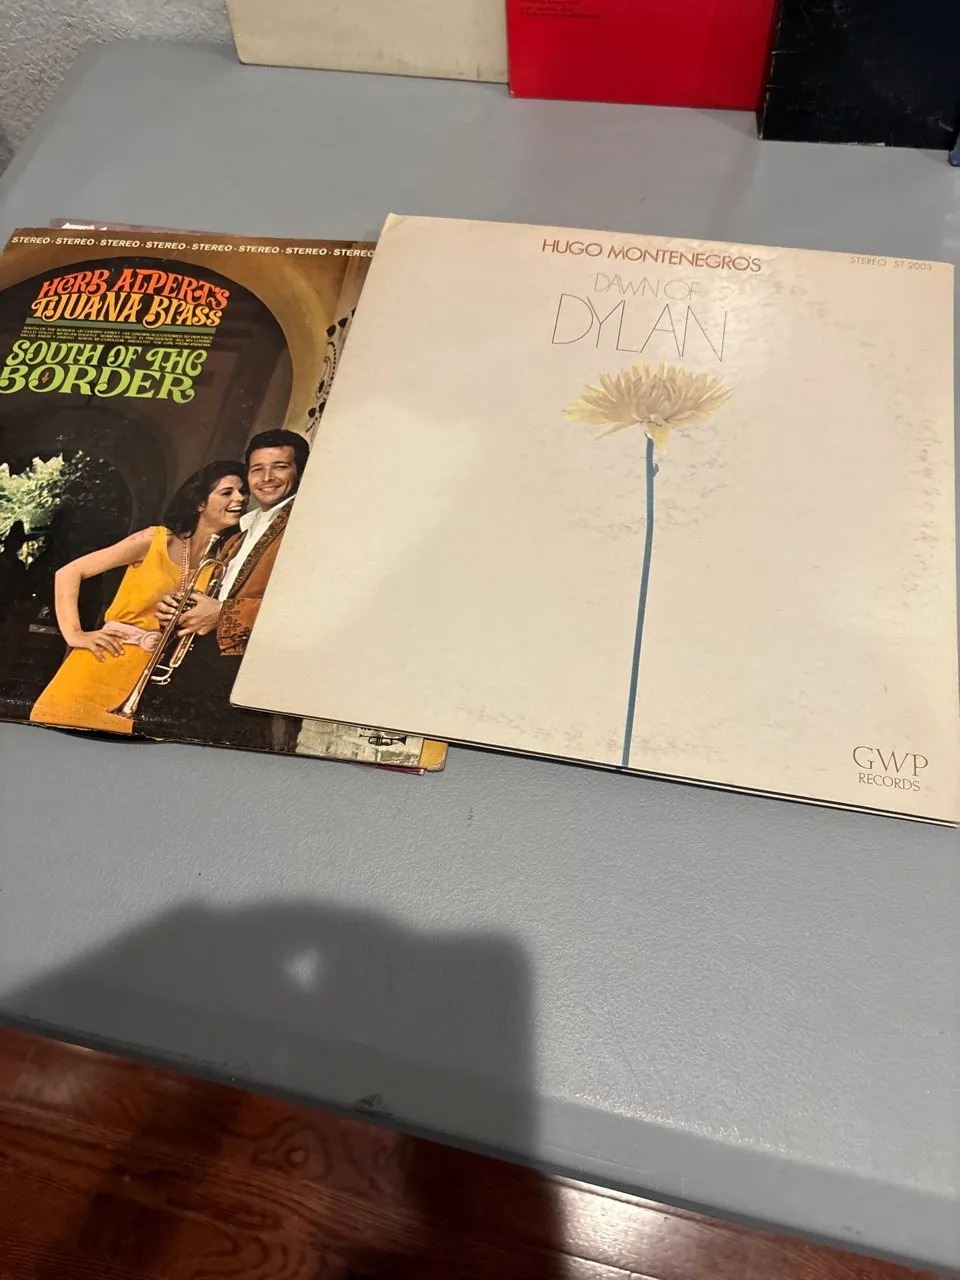 STEREO · STEREO · STEREO · STEREO · STEREO · STEREO · STEREO · STEREO
HERB ALPERT'S
TIJUANA BRASS
SOUTH OF THE
BORDER
HUGO MONTENEGRO'S
STEREO ST 2003
DAWN OF
DYLAN
GWP
RECORDS